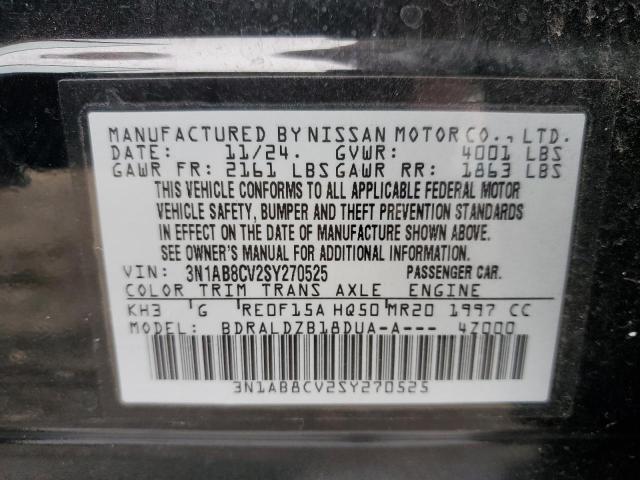 MANUFACTURED BY NISSAN MOTOR CO., LTD.
DATE: 11/24. GVWR: 4001 LBS
GAWR FR: 2161 LBS GAWR RR: 1863 LBS
THIS VEHICLE CONFORMS TO ALL APPLICABLE FEDERAL MOTOR
VEHICLE SAFETY, BUMPER AND THEFT PREVENTION STANDARDS
IN EFFECT ON THE DATE OF MANUFACTURE SHOWN ABOVE.
SEE OWNER'S MANUAL FOR ADDITIONAL INFORMATION.
VIN: 3N1AB8CV2SY270525 PASSENGER CAR.
COLOR TRIM TRANS AXLE ENGINE
KH3 G RE0F15A HQ50 MR20 1997 CC
MODEL: BDRALDZB18DUA-A--- 4Z000
3N1AB8CV2SY270525